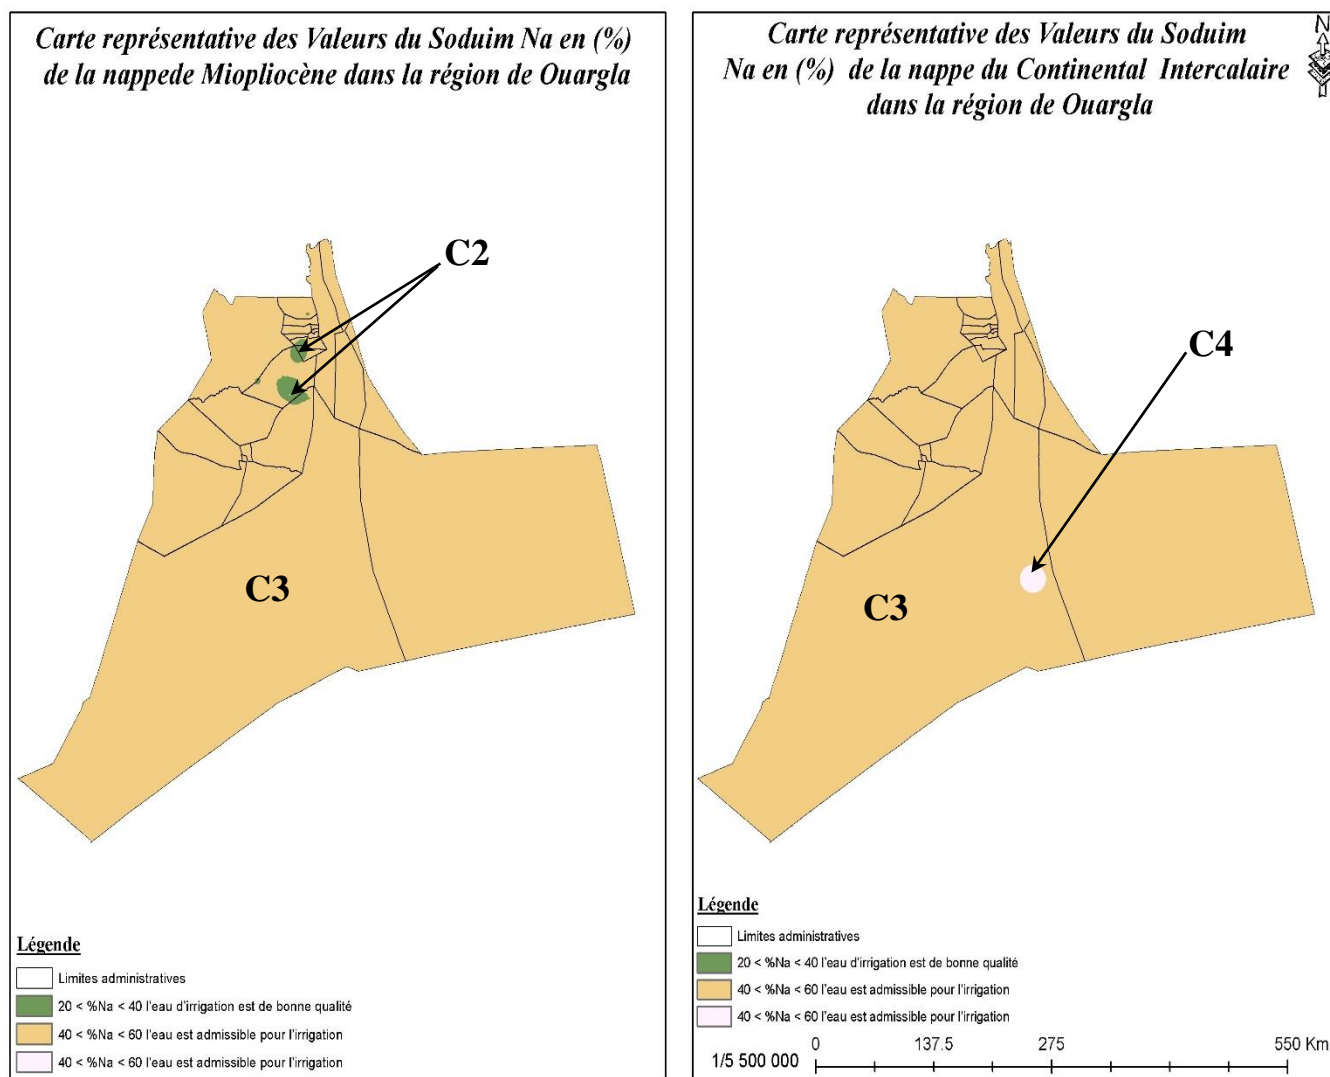 Carte représentative des Valeurs du Soduim Na en (%)
de la nappede Miopliocène dans la région de Ouargla
C2
C3
Légende
Limites administratives
20 < %Na < 40 l'eau d'irrigation est de bonne qualité
40 < %Na < 60 l'eau est admissible pour l'irrigation
40 < %Na < 60 l'eau est admissible pour l'irrigation
Carte représentative des Valeurs du Soduim
Na en (%) de la nappe du Continental Intercalaire
dans la région de Ouargla
N
C4
C3
Légende
Limites administratives
20 < %Na < 40 l'eau d'irrigation est de bonne qualité
40 < %Na < 60 l'eau est admissible pour l'irrigation
40 < %Na < 60 l'eau est admissible pour l'irrigation
1/5 500 000
0 137.5 275 550 Km